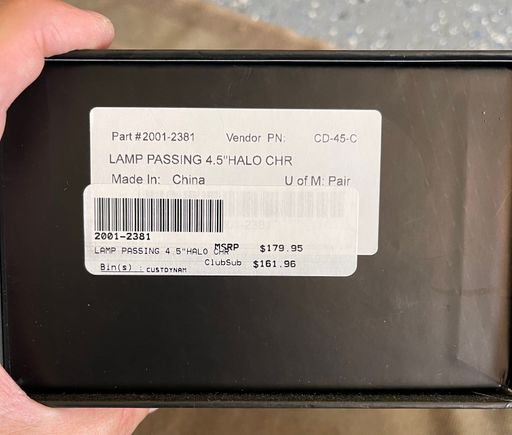 Part # 2001-2381 Vendor PN: CD-45-C
LAMP PASSING 4.5"HALO CHR
Made In: China U of M: Pair
2381
2001-2381
LAMP PASSING 4.5"HALO CHR MSRP $179.95
ClubSub $161.96
Bin(s) : CUSTDYNAM